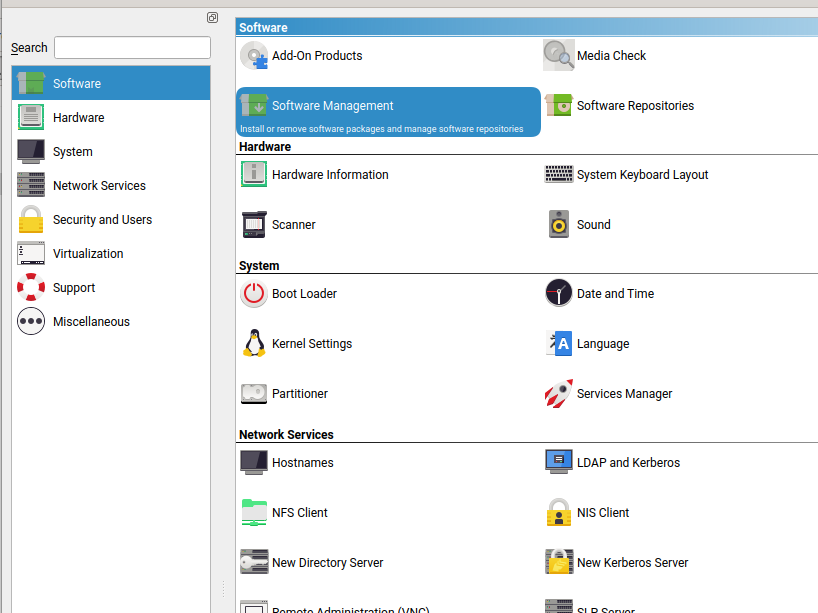 Search
Software
Hardware
System
Network Services
Security and Users
Virtualization
Support
Miscellaneous
Software
Add-On Products
Media Check
Software Management
Install or remove software packages and manage software repositories
Software Repositories
Hardware
Hardware Information
System Keyboard Layout
Scanner
Sound
System
Boot Loader
Date and Time
Kernel Settings
Language
Partitioner
Services Manager
Network Services
Hostnames
LDAP and Kerberos
NFS Client
NIS Client
New Directory Server
New Kerberos Server
Remote Administration (VNC)
SLP Server